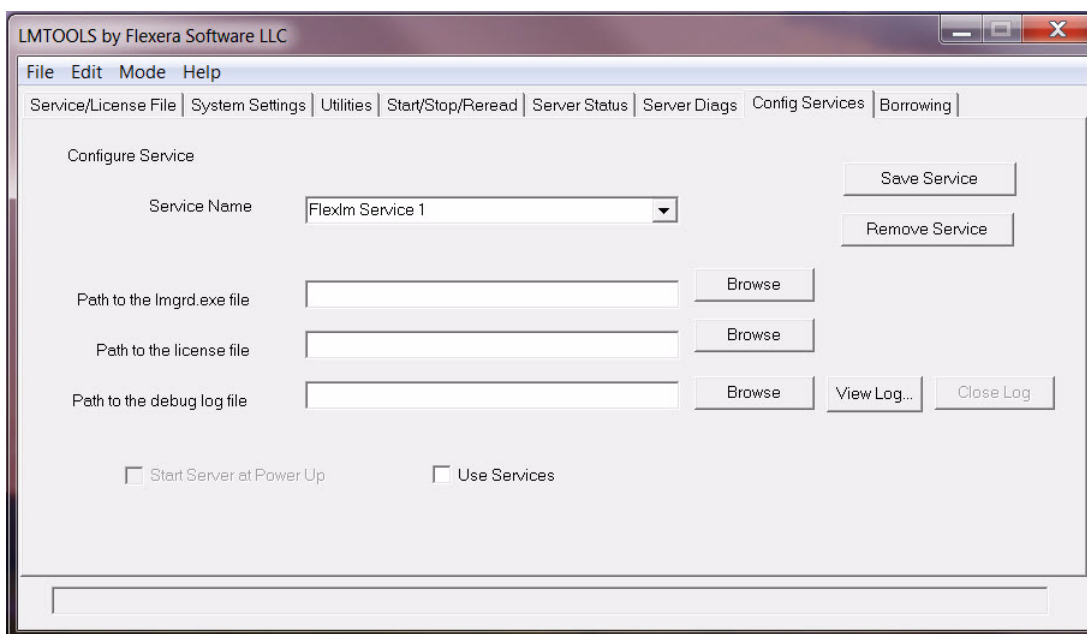 LMTOOLS by Flexera Software LLC
File Edit Mode Help
Service/License File System Settings Utilities Start/Stop/Reread Server Status Server Diags Config Services Borrowing
Configure Service
Save Service
Service Name Flexlm Service 1
Remove Service
Path to the lmgrd.exe file Browse
Path to the license file Browse
Path to the debug log file Browse View Log... Close Log
Start Server at Power Up Use Services